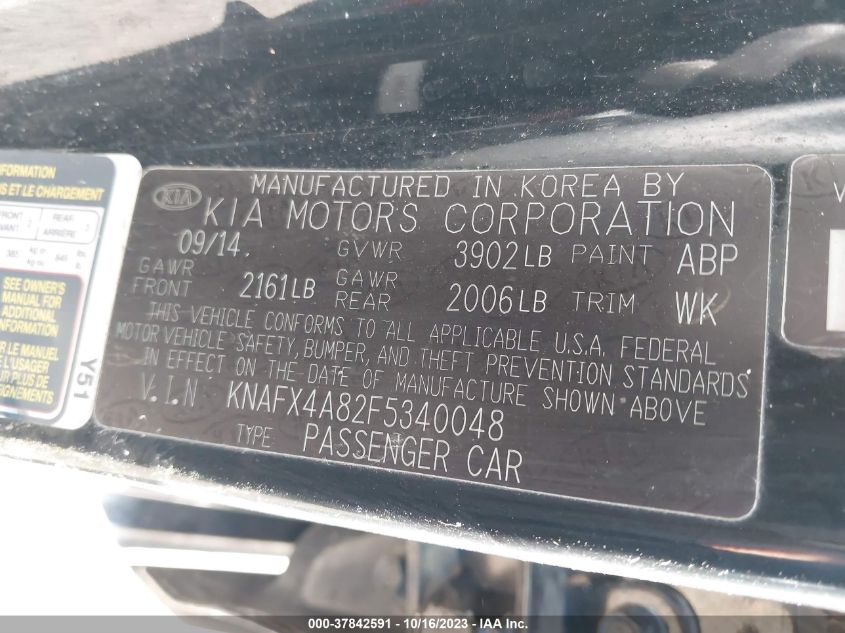 INFORMATION
NS ET LE CHARGEMENT
FRONT
REAR
AVANT
ARRIÈRE
SEE OWNER'S
MANUAL FOR
ADDITIONAL
INFORMATION
LE MANUEL
L'USAGER
PLUS DE
Y51
KIA
MANUFACTURED IN KOREA BY
KIA MOTORS CORPORATION
09/14. GVWR 3902LB PAINT ABP
GAWR FRONT 2161LB GAWR REAR 2006LB TRIM WK
THIS VEHICLE CONFORMS TO ALL APPLICABLE U.S.A. FEDERAL
MOTOR VEHICLE SAFETY, BUMPER, AND THEFT PREVENTION STANDARDS
IN EFFECT ON THE DATE OF MANUFACTURE SHOWN ABOVE
V.I.N KNAFX4A82F5340048
TYPE PASSENGER CAR
V
000-37842591 - 10/16/2023 - IAA Inc.